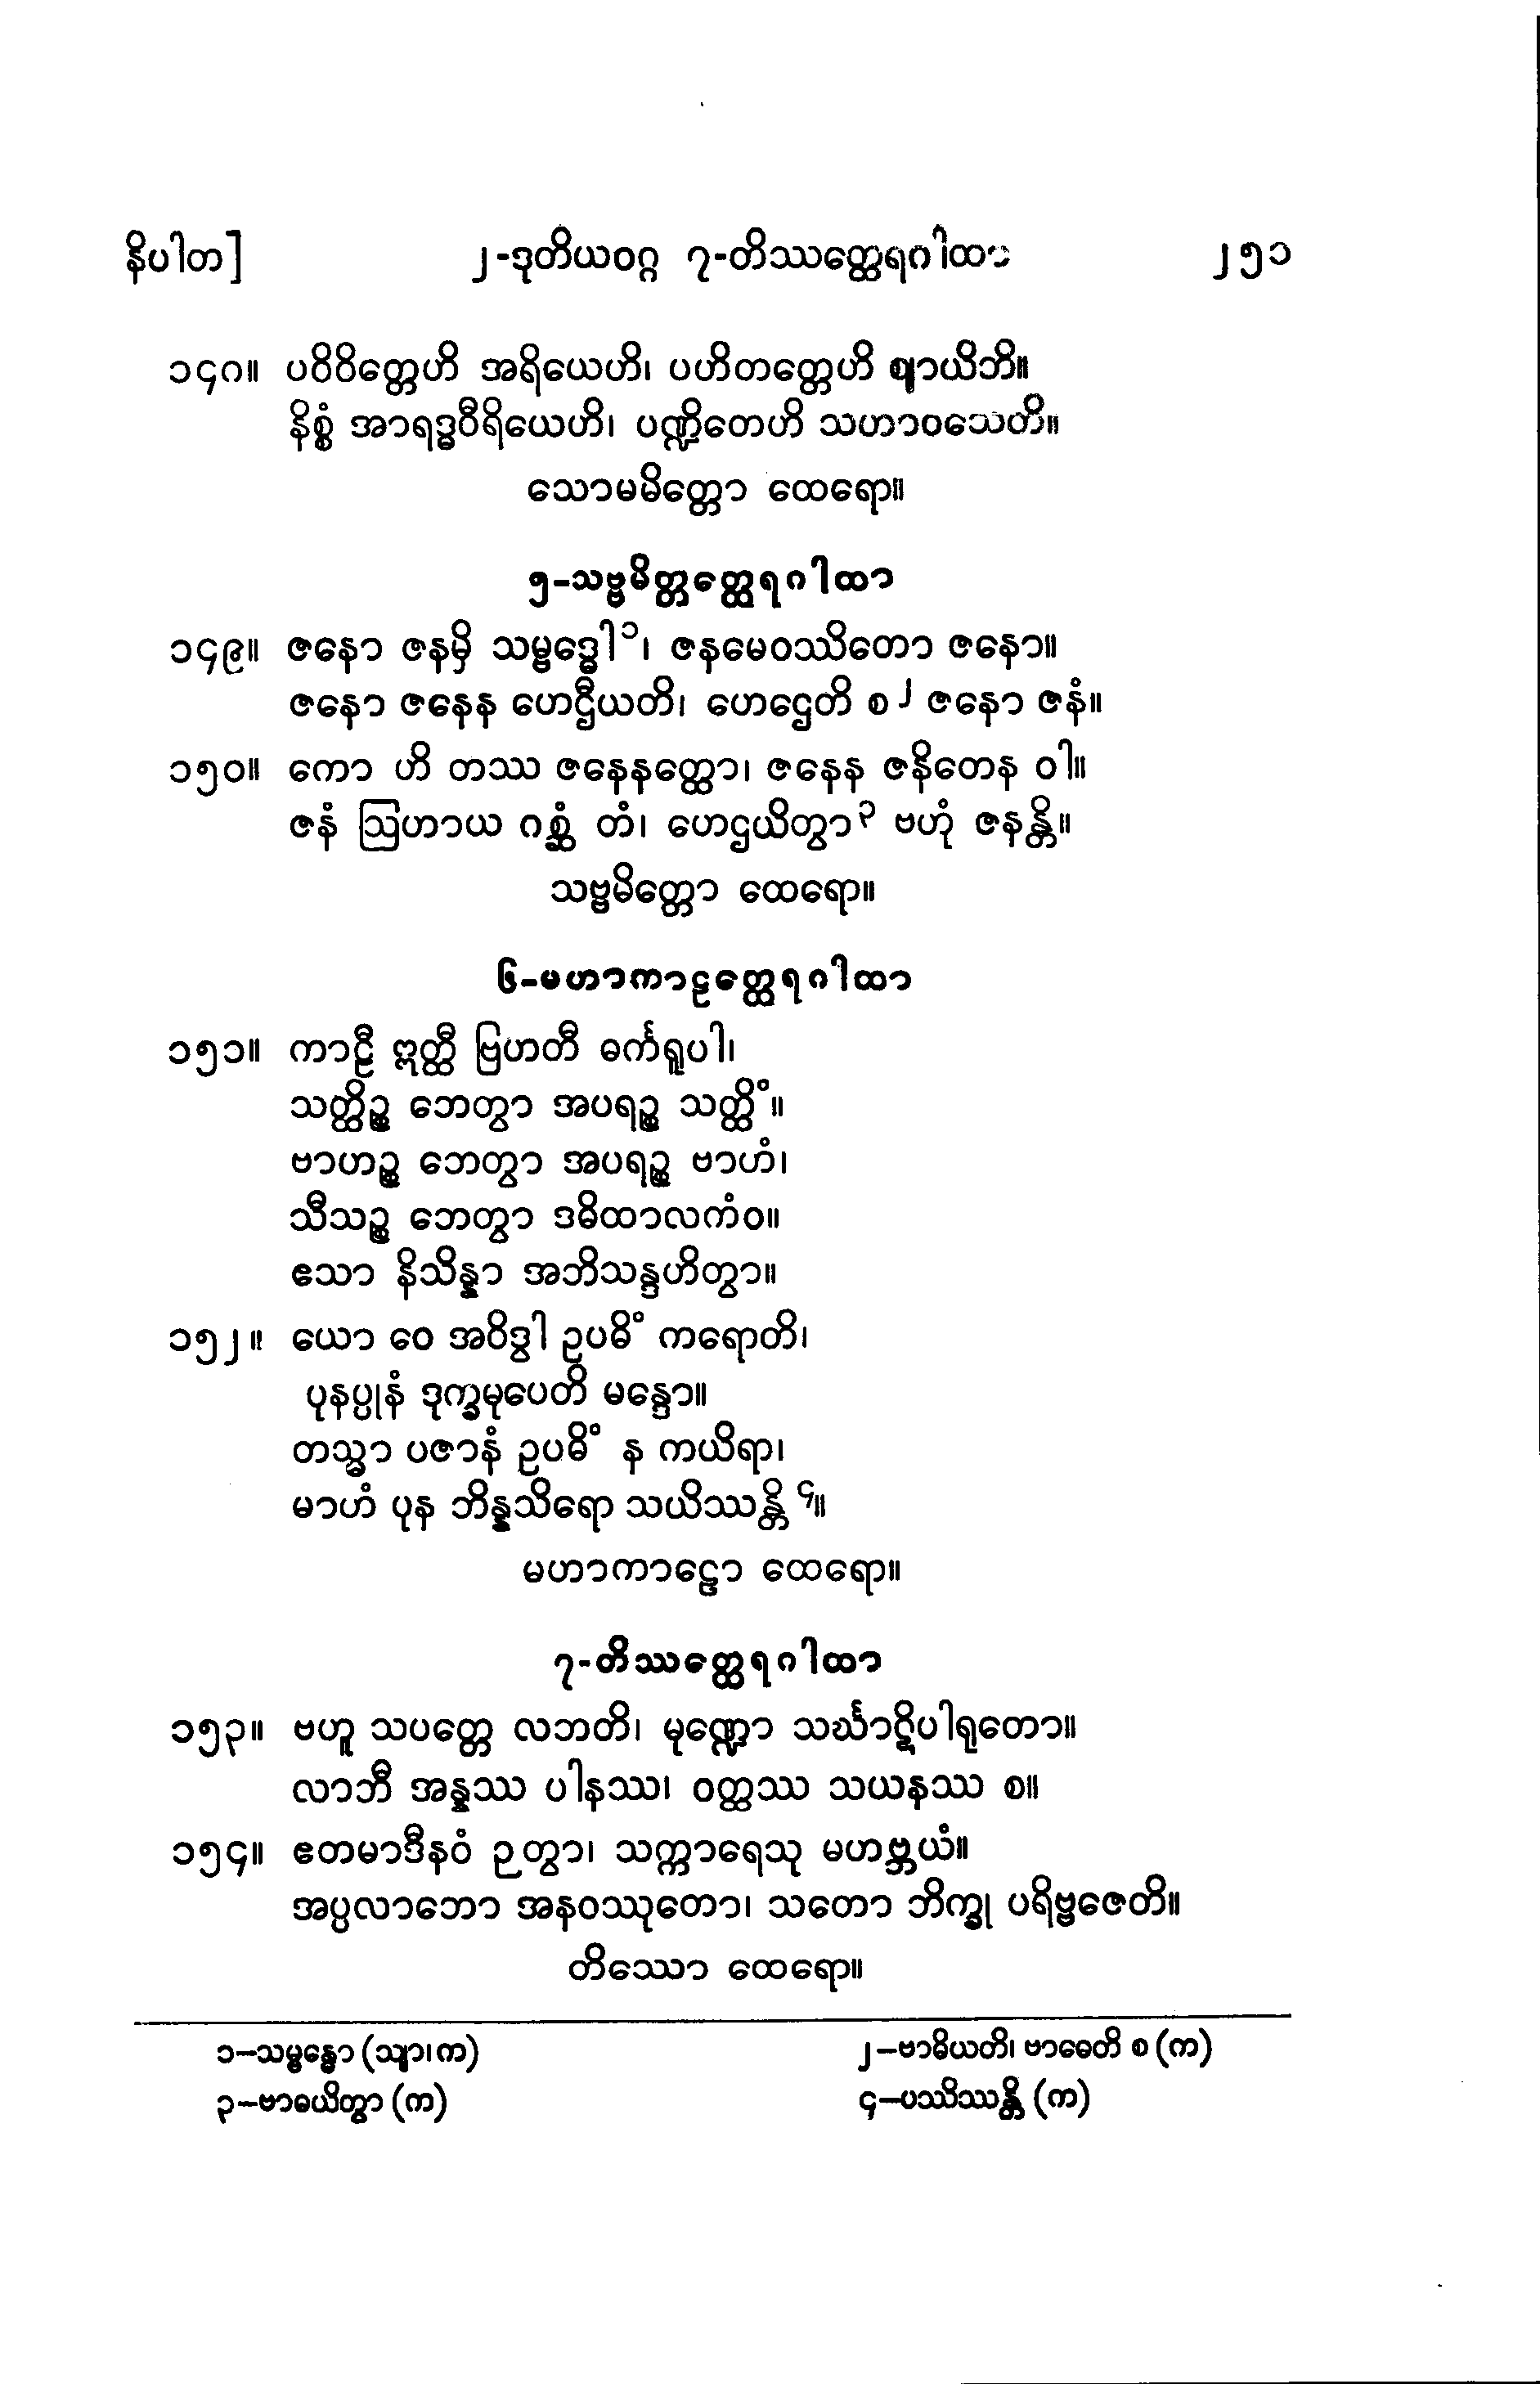 နိပါတ]
၂-ဒုတိယဝဂ္ဂ ၇-တိဿတ္ထေရဂါထာ
၂၅၁
၁၄၈။ ပဝိဝိတ္တေဟိ အရိယေဟိ၊ ပဟိတတ္တေဟိ ဈာယိဘိ။
နိစ္စံ အာရဒ္ဓဝီရိယေဟိ၊ ပဏ္ဍိတေဟိ သဟာဝသေတိ။
သောမမိတ္တော ထေရော။
၅-သဗ္ဗမိတ္တတ္ထေရဂါထာ
၁၄၉။ ဇနော ဇနမှိ သမ္ဗဒ္ဓေါ၁၊ ဇနမေဝဿိတော ဇနော။
ဇနော ဇနေန ဟေဌီယတိ၊ ဟေဌေတိ စ၂ ဇနော ဇနံ။
၁၅၀။ ကော ဟိ တဿ ဇနေနတ္ထော၊ ဇနေန ဇနိတေန ဝါ။
ဇနံ ဩဟာယ ဂစ္ဆံ တံ၊ ဟေဌယိတွာ၃ ဗဟုံ ဇနန္တိ။
သဗ္ဗမိတ္တော ထေရော။
၆-မဟာကာဠတ္ထေရဂါထာ
၁၅၁။ ကာဠီ ဣတ္ထီ ဗြဟတီ ဓင်္ကရူပါ၊
သတ္ထိဉ္စ ဘေတွာ အပရဉ္စ သတ္ထိံ။
ဗာဟဉ္စ ဘေတွာ အပရဉ္စ ဗာဟံ၊
သီသဉ္စ ဘေတွာ ဒဓိထာလကံဝ။
ဧသာ နိသိန္နာ အဘိသန္ဒဟိတွာ။
၁၅၂။ ယော ဝေ အဝိဒွါ ဥပဓိံ ကရောတိ၊
ပုနပ္ပုနံ ဒုက္ခမုပေတိ မန္ဒော။
တသ္မာ ပဇာနံ ဥပဓိံ န ကယိရာ၊
မာဟံ ပုန ဘိန္နသိရော သယိဿန္တိ ၄။
မဟာကာဠော ထေရော။
၇-တိဿတ္ထေရဂါထာ
၁၅၃။ ဗဟူ သပတ္တေ လဘတိ၊ မုဏ္ဍော သင်္ဃာဋိပါရုတော။
လာဘီ အန္နဿ ပါနဿ၊ ဝတ္ထဿ သယနဿ စ။
၁၅၄။ ဧတမာဒီနဝံ ဉတွာ၊ သက္ကာရေသု မဟဗ္ဘယံ။
အပ္ပလာဘော အနဝဿုတော၊ သတော ဘိက္ခု ပရိဗ္ဗဇေတိ။
တိဿော ထေရော။
၁–သမ္ဗန္ဓော (သျာ၊ က)
၂–ဗာဓိယတိ၊ ဗာဓေတိ စ (က)
၃–ဗာဓယိတွာ (က)
၄–ပဿိဿန္တိ (က)